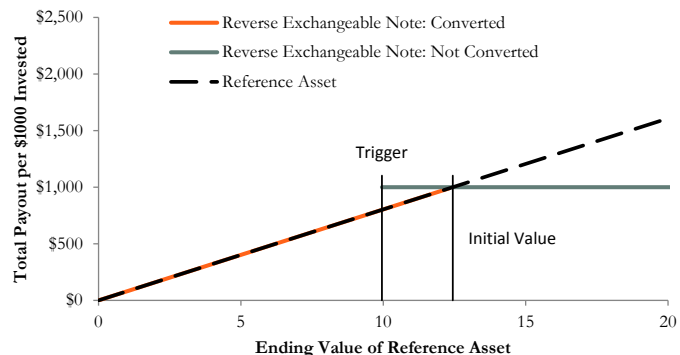 $2,500
Reverse Exchangeable Note: Converted
$2,000
Reverse Exchangeable Note: Not Converted
Reference Asset
$1,500
Trigger
$1,000
$500
Initial Value
$0
0 5 10 15 20
Total Payout per $1000 Invested
Ending Value of Reference Asset